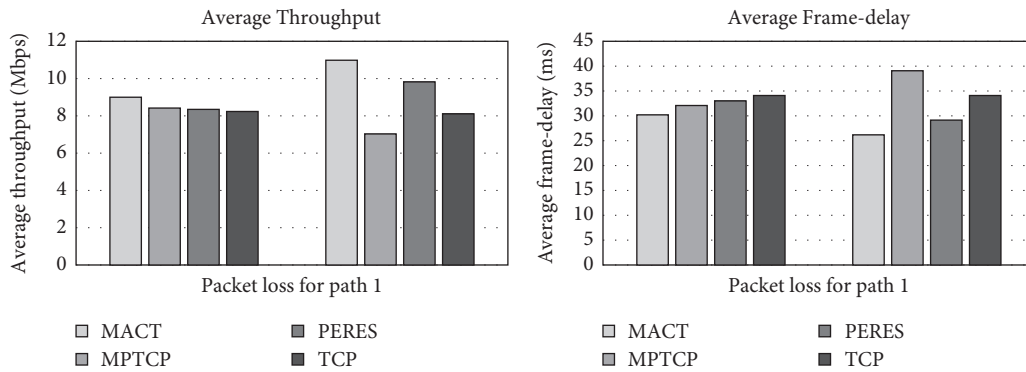 Average Throughput
Average throughput (Mbps)
12
10
8
6
4
2
0
Packet loss for path 1
MACT
MPTCP
PERES
TCP
Average Frame-delay
Average frame-delay (ms)
45
40
35
30
25
20
15
10
5
0
Packet loss for path 1
MACT
MPTCP
PERES
TCP